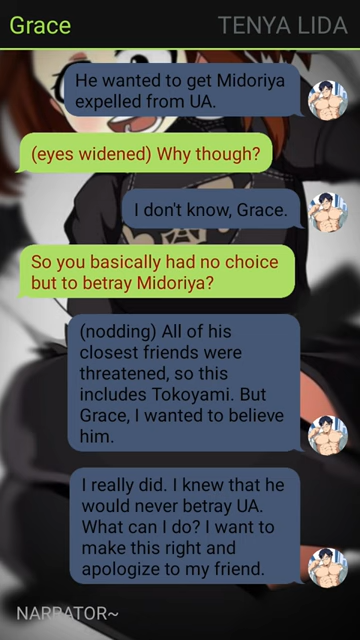 Grace
TENYA LIDA
He wanted to get Midoriya
expelled from UA.
(eyes widened) Why though?
I don't know, Grace.
So you basically had no choice
but to betray Midoriya?
(nodding) All of his
closest friends were
threatened, so this
includes Tokoyami. But
Grace, I wanted to believe
him.
I really did. I knew that he
would never betray UA.
What can I do? I want to
make this right and
apologize to my friend.
NARRATOR~